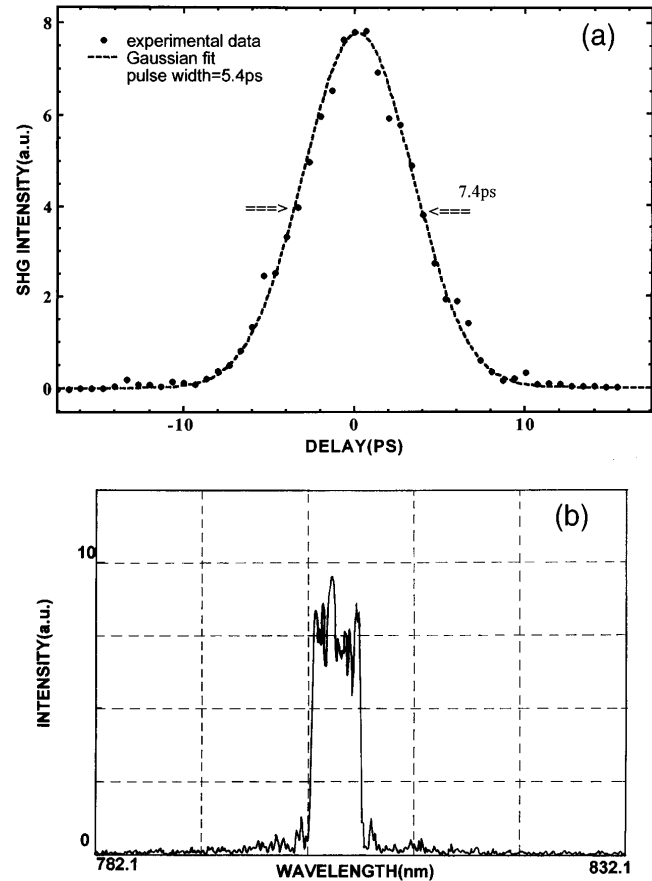 (a)
8
experimental data
Gaussian fit
pulse width=5.4ps
6
SHG INTENSITY(a.u.)
7.4ps
===>
<===
4
2
0
-10
0
10
DELAY(PS)
(b)
10
INTENSITY(a.u.)
0
782.1
WAVELENGTH(nm)
832.1